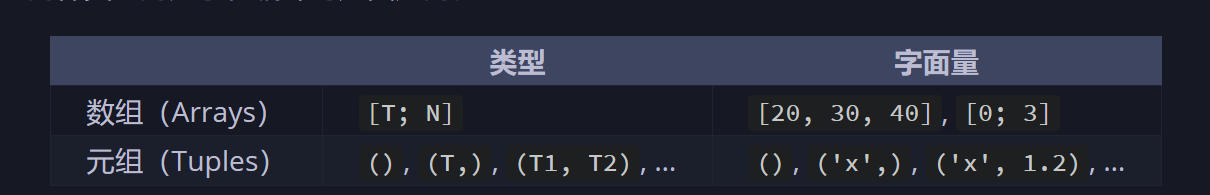 类型 字面量
数组（Arrays） [T; N] [20, 30, 40], [0; 3]
元组（Tuples） (), (T,), (T1, T2), … (), ('x',), ('x', 1.2), …